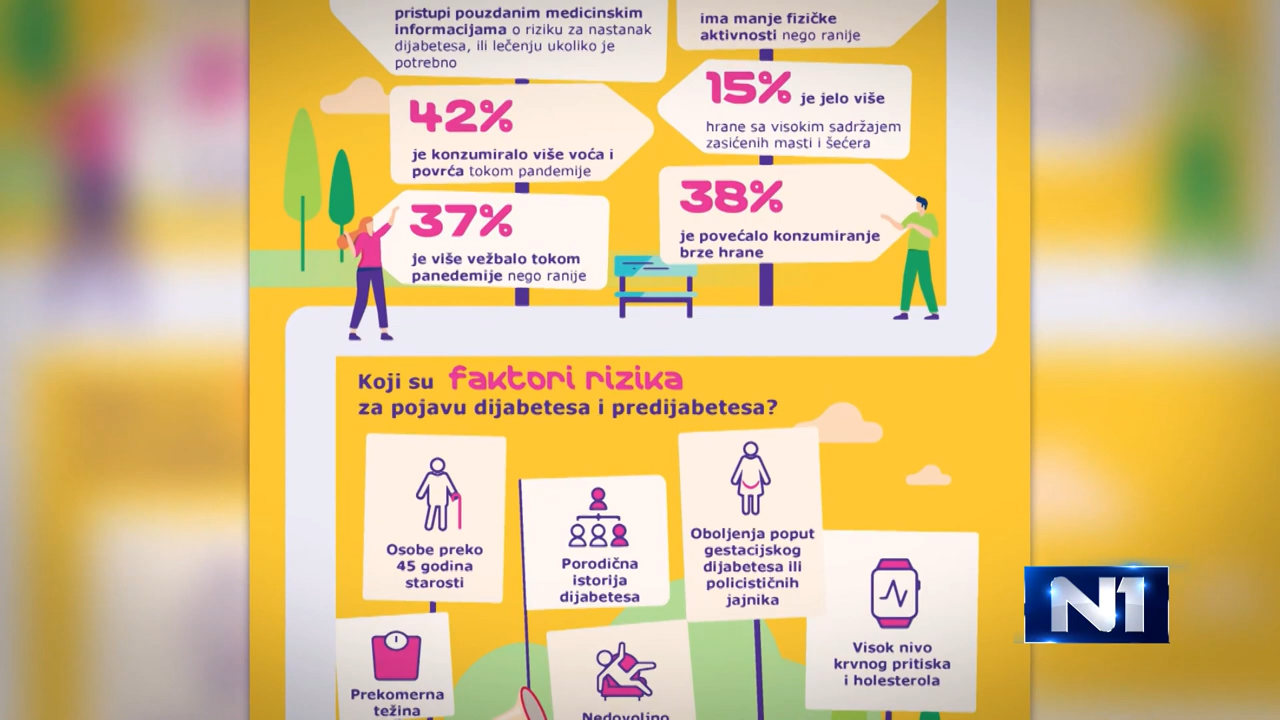 pristupi pouzdanim medicinskim
informacijama o riziku za nastanak
dijabetesa, ili lečenju ukoliko je
potrebno
ima manje fizičke
aktivnosti nego ranije
42%
je konzumiralo više voća i
povrća tokom pandemije
15% je jelo više
hrane sa visokim sadržajem
zasićenih masti i šećera
37%
je više vežbalo tokom
panedemije nego ranije
38%
je povećalo konzumiranje
brze hrane
Koji su faktori rizika
za pojavu dijabetesa i predijabetesa?
Osobe preko
45 godina
starosti
Porodična
istorija
dijabetesa
Oboljenja poput
gestacijskog
dijabetesa ili
policističnih
jajnika
Visok nivo
krvnog pritiska
i holesterola
Prekomerna
težina
Nedovoljno
N1